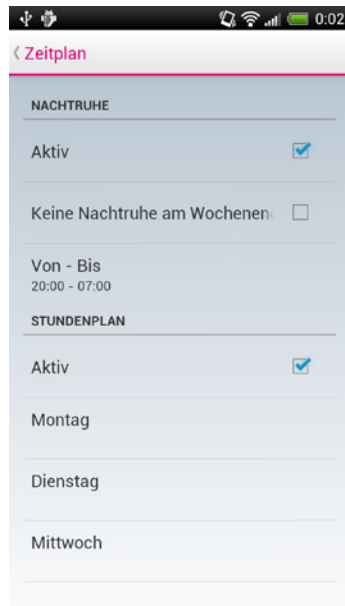 0:02
Zeitplan
NACHTRUHE
Aktiv
Keine Nachtruhe am Wochenen
Von - Bis
20:00 - 07:00
STUNDENPLAN
Aktiv
Montag
Dienstag
Mittwoch